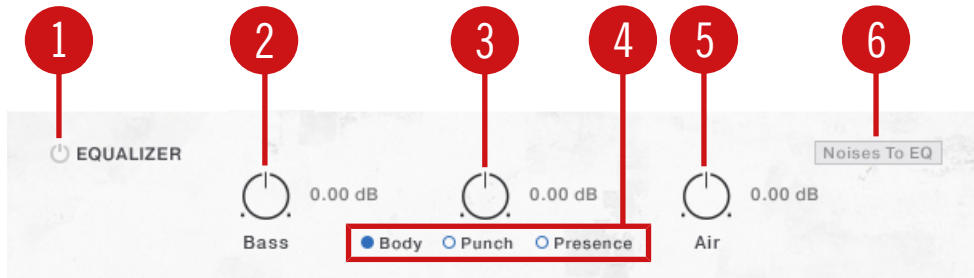 1 2 3 4 5 6
EQUALIZER Noises To EQ
0.00 dB 0.00 dB 0.00 dB
Bass Body Punch Presence Air